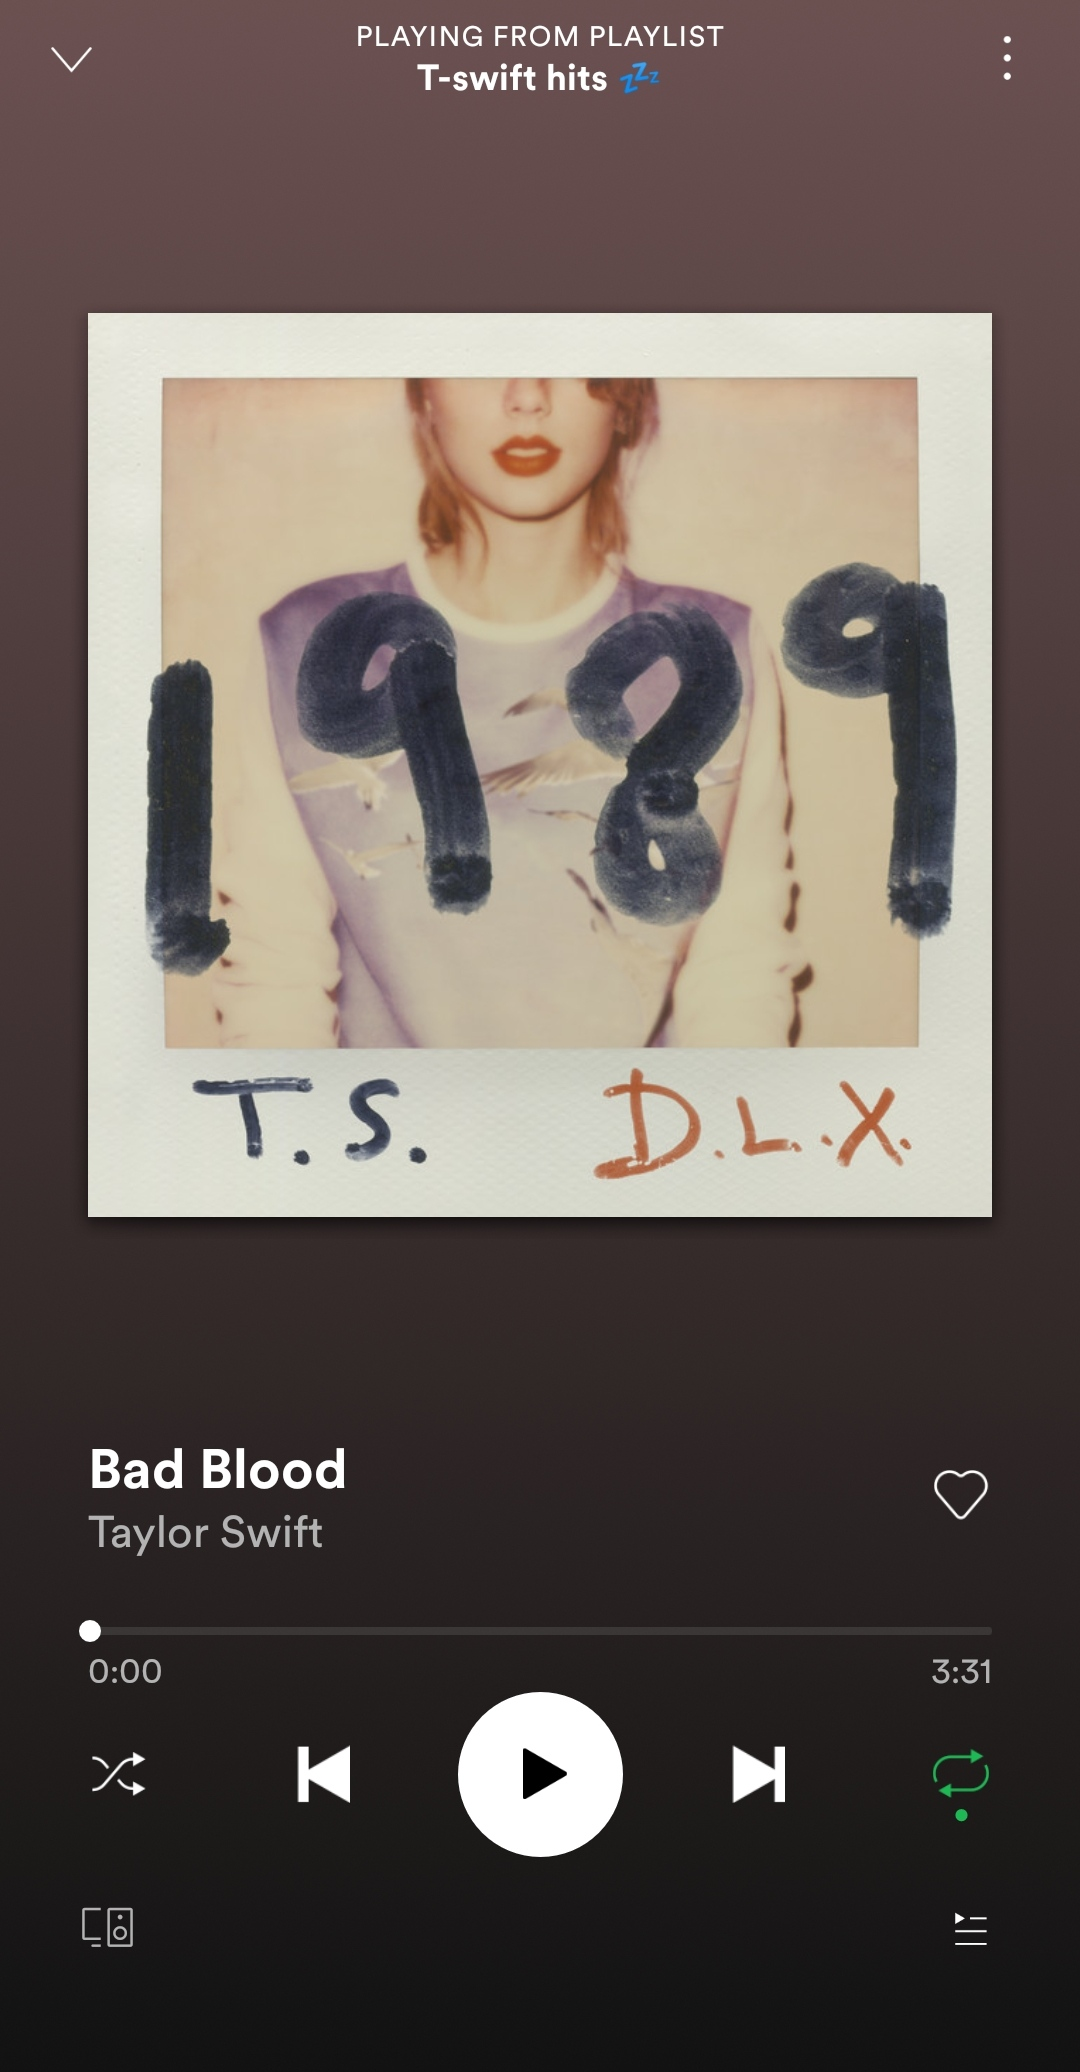 PLAYING FROM PLAYLIST
T-swift hits 💤
1989
T.S. D.L.X.
Bad Blood
Taylor Swift
0:00 3:31